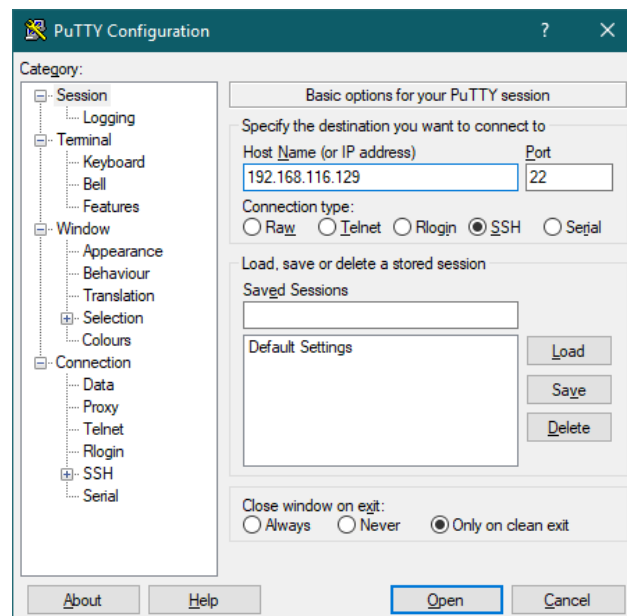 PuTTY Configuration ? ×
Category:
Session
Logging
Terminal
Keyboard
Bell
Features
Window
Appearance
Behaviour
Translation
Selection
Colours
Connection
Data
Proxy
Telnet
Rlogin
SSH
Serial
Basic options for your PuTTY session
Specify the destination you want to connect to
Host Name (or IP address) Port
192.168.116.129 22
Connection type:
Raw Telnet Rlogin SSH Serial
Load, save or delete a stored session
Saved Sessions
Default Settings
Load
Save
Delete
Close window on exit:
Always Never Only on clean exit
About Help Open Cancel